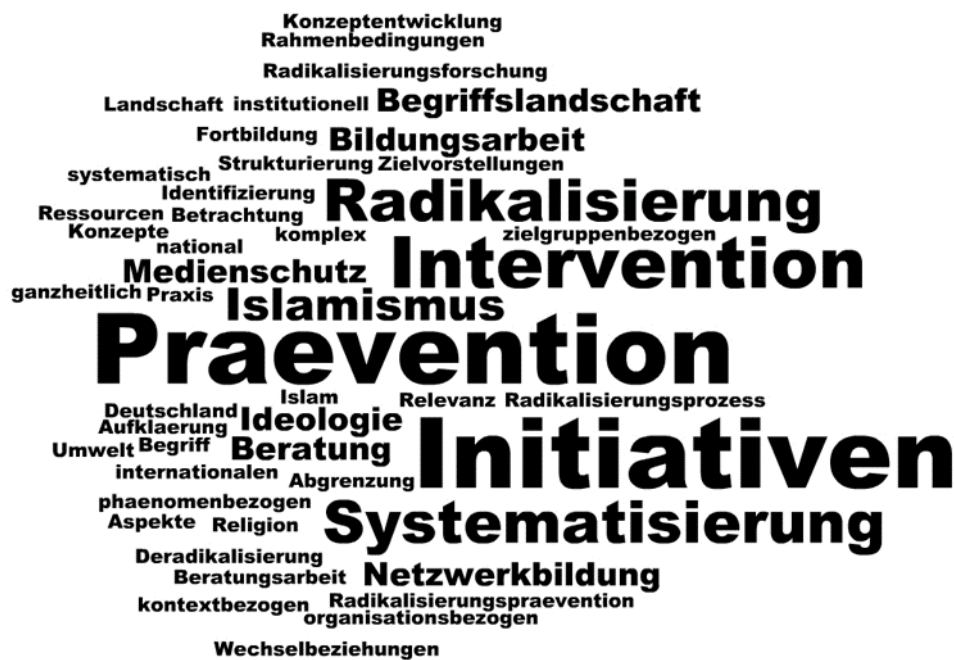 Konzeptentwicklung
Rahmenbedingungen
Radikalisierungsforschung
Landschaft institutionell Begriffslandschaft
Fortbildung Bildungsarbeit
Strukturierung Zielvorstellungen
systematisch
Identifizierung Radikalisierung
Ressourcen Betrachtung
Konzepte komplex zielgruppenbezogen
national
Medienschutz Intervention
ganzheitlich Praxis Islamismus
Praevention
Islam Relevanz Radikalisierungsprozess
Deutschland Ideologie
Aufklaerung
Umwelt Begriff Beratung Initiativen
internationalen Abgrenzung
phaenomenbezogen
Aspekte Religion Systematisierung
Deradikalisierung
Beratungsarbeit Netzwerkbildung
kontextbezogen Radikalisierungspraevention
organisationsbezogen
Wechselbeziehungen